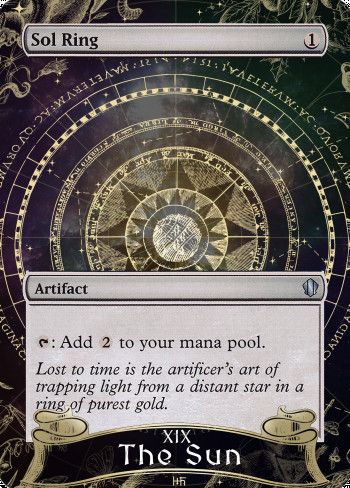 Sol Ring 1
Artifact
: Add 2 to your mana pool.
Lost to time is the artificer's art of
trapping light from a distant star in a
ring of purest gold.
XIX
The Sun